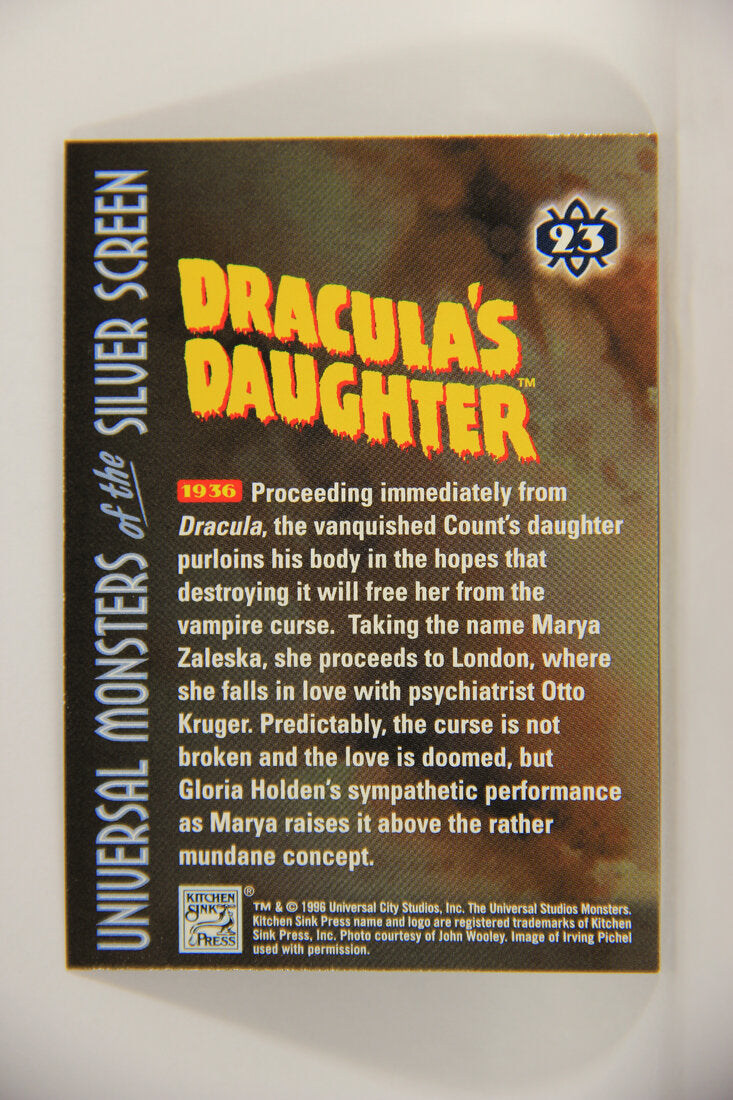 UNIVERSAL MONSTERS of the SILVER SCREEN
23
DRACULA'S
DAUGHTER™
1936 Proceeding immediately from
Dracula, the vanquished Count's daughter
purloins his body in the hopes that
destroying it will free her from the
vampire curse. Taking the name Marya
Zaleska, she proceeds to London, where
she falls in love with psychiatrist Otto
Kruger. Predictably, the curse is not
broken and the love is doomed, but
Gloria Holden's sympathetic performance
as Marya raises it above the rather
mundane concept.
KITCHEN
SINK
PRESS
®
™ & © 1996 Universal City Studios, Inc. The Universal Studios Monsters.
Kitchen Sink Press name and logo are registered trademarks of Kitchen
Sink Press, Inc. Photo courtesy of John Wooley. Image of Irving Pichel
used with permission.